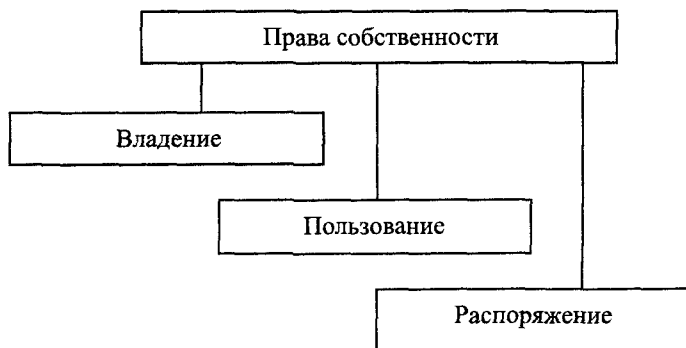 Права собственности
Владение
Пользование
Распоряжение